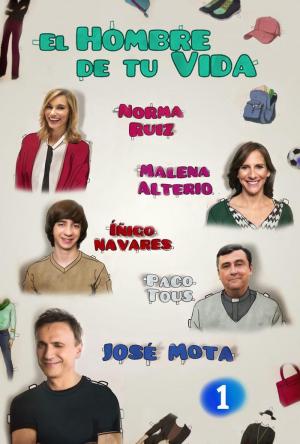 EL HOMBRE
DE TU VIDA
NORMA
RUIZ
MALENA
ALTERIO
ÍÑIGO
NAVARES
PACO
TOUS
JOSÉ MOTA
1